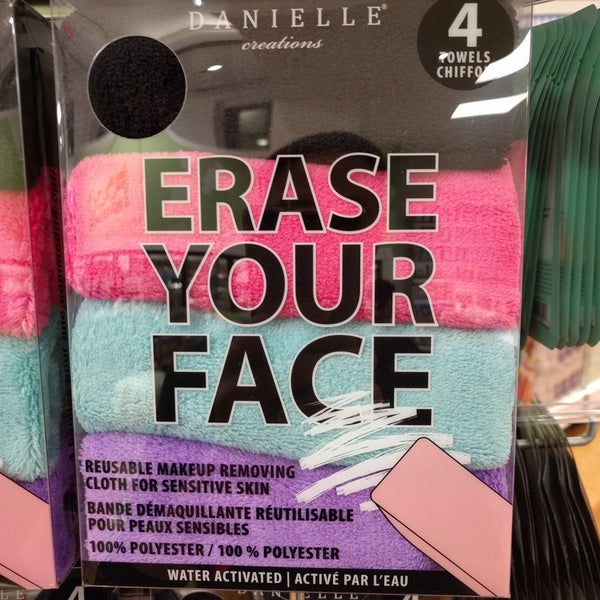 DANIELLE®
creations
4
TOWELS
CHIFFO
ERASE
YOUR
FACE
REUSABLE MAKEUP REMOVING
CLOTH FOR SENSITIVE SKIN
BANDE DÉMAQUILLANTE RÉUTILISABLE
POUR PEAUX SENSIBLES
100% POLYESTER / 100 % POLYESTER
WATER ACTIVATED | ACTIVÉ PAR L'EAU